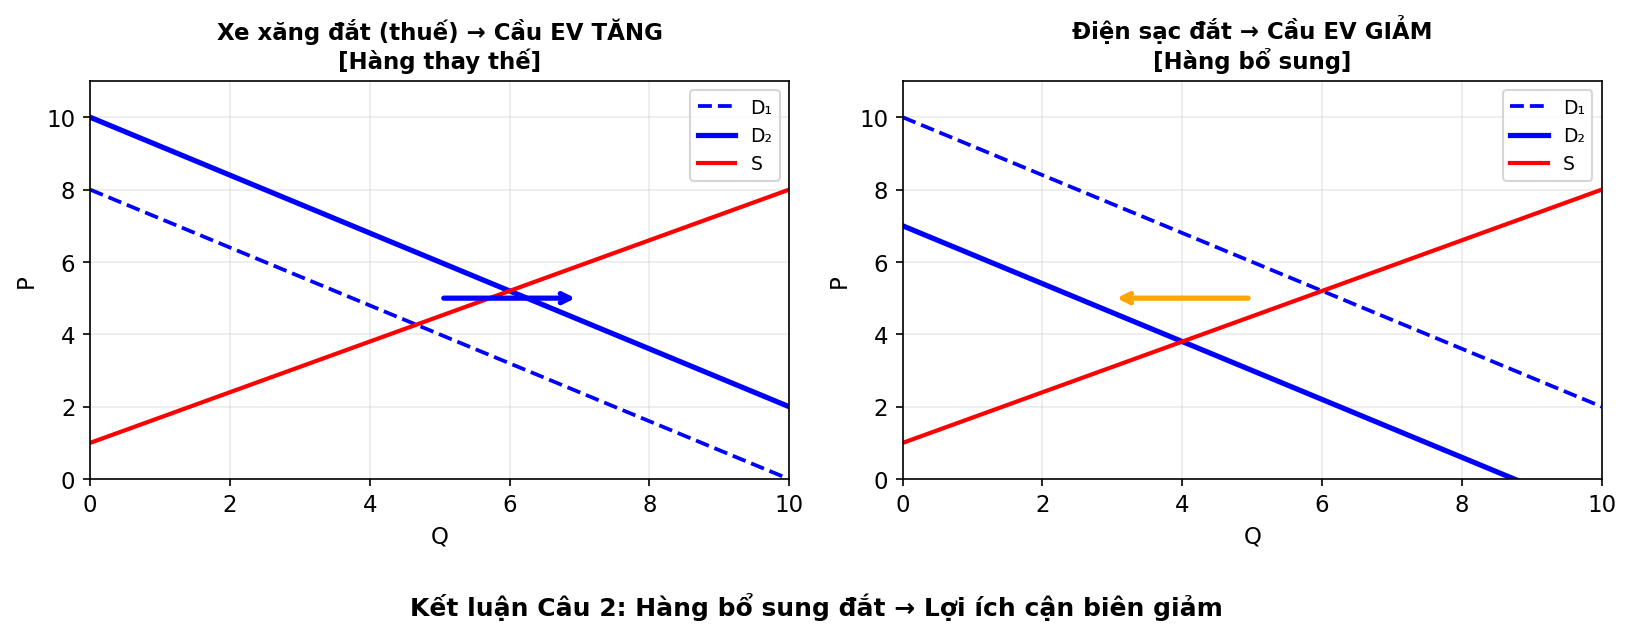 Xe xăng đắt (thuế) → Cầu EV TĂNG
[Hàng thay thế]
D₁
D₂
S
P
10
8
6
4
2
0
0 2 4 6 8 10
Q
Điện sạc đắt → Cầu EV GIẢM
[Hàng bổ sung]
D₁
D₂
S
P
10
8
6
4
2
0
0 2 4 6 8 10
Q
Kết luận Câu 2: Hàng bổ sung đắt → Lợi ích cận biên giảm